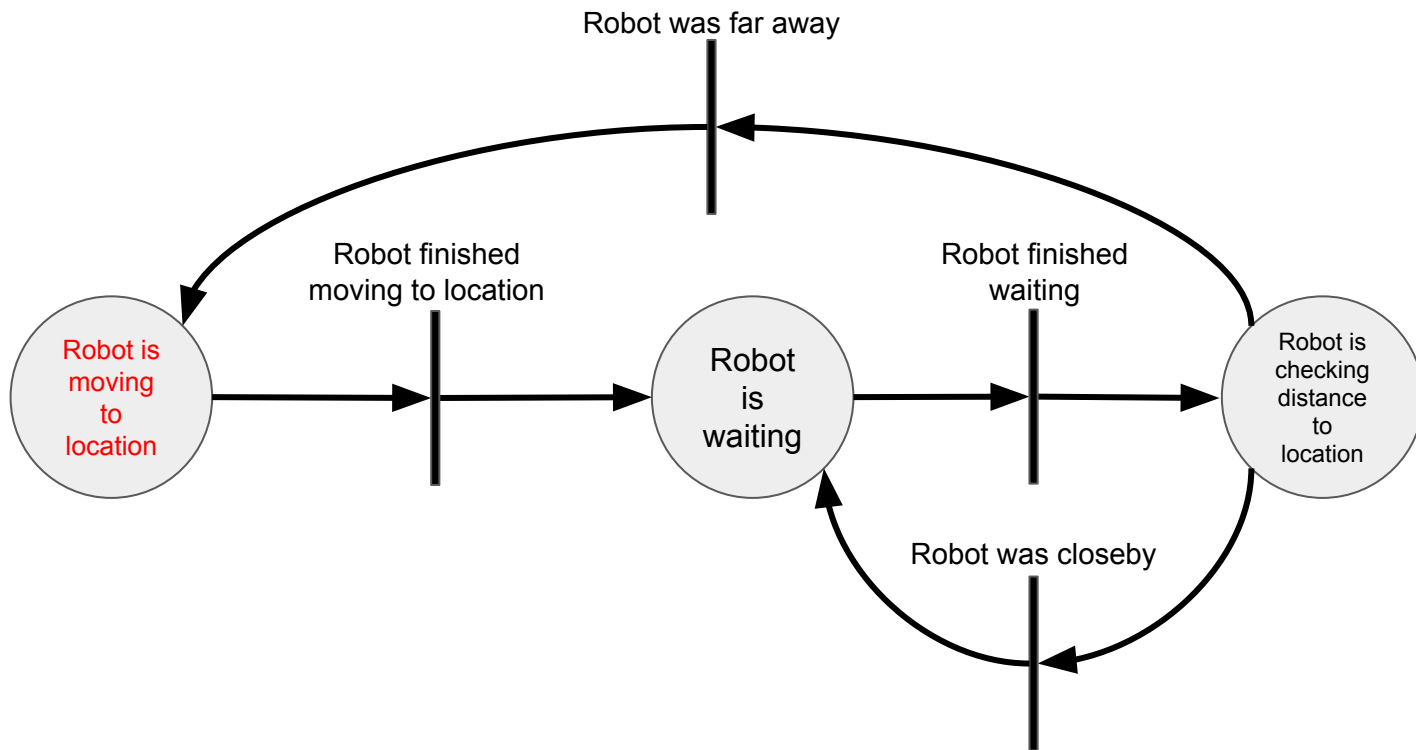 Robot was far away
Robot finished
moving to location
Robot finished
waiting
Robot is
moving
to
location
Robot
is
waiting
Robot is
checking
distance
to
location
Robot was closeby